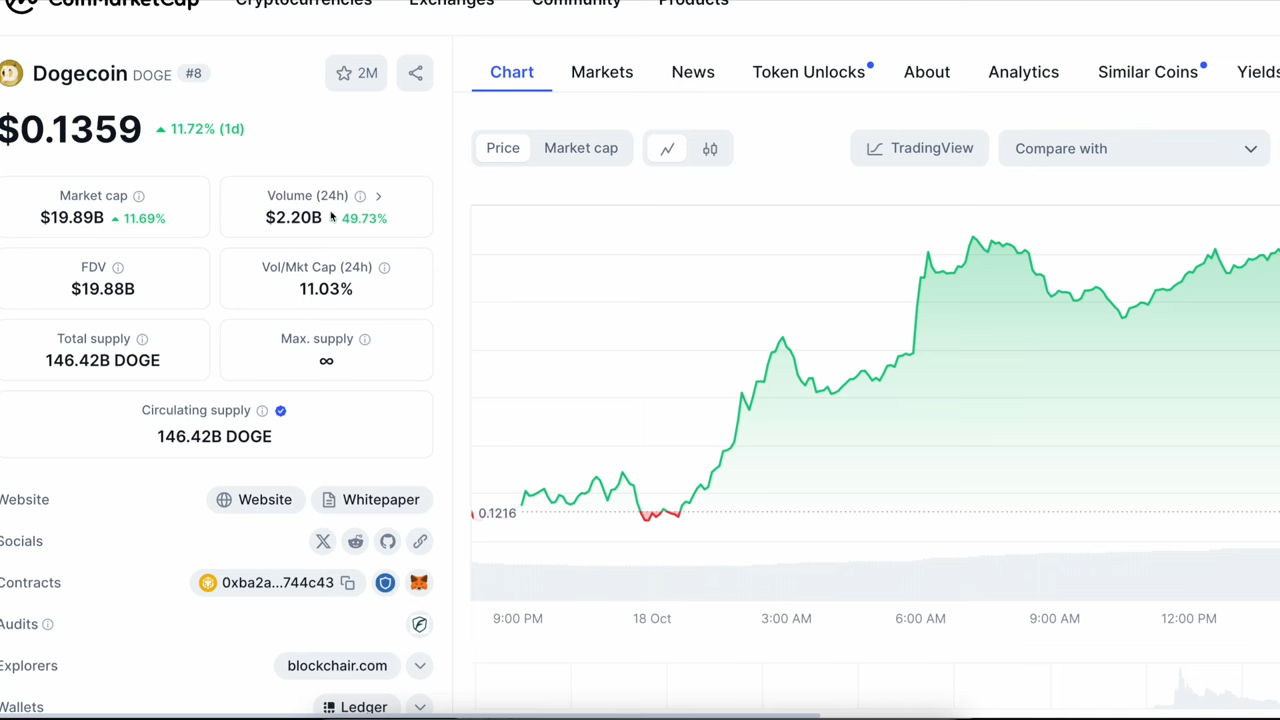 CoinMarketCap Cryptocurrencies Exchanges Community Products
Dogecoin DOGE #8 2M
$0.1359 11.72% (1d)
Market cap
$19.89B 11.69%
Volume (24h)
$2.20B 49.73%
FDV
$19.88B
Vol/Mkt Cap (24h)
11.03%
Total supply
146.42B DOGE
Max. supply
∞
Circulating supply
146.42B DOGE
Website Website Whitepaper
Socials
Contracts 0xba2a...744c43
Audits
Explorers blockchair.com
Wallets Ledger
Chart Markets News Token Unlocks About Analytics Similar Coins Yields
Price Market cap TradingView Compare with
0.1216
9:00 PM 18 Oct 3:00 AM 6:00 AM 9:00 AM 12:00 PM